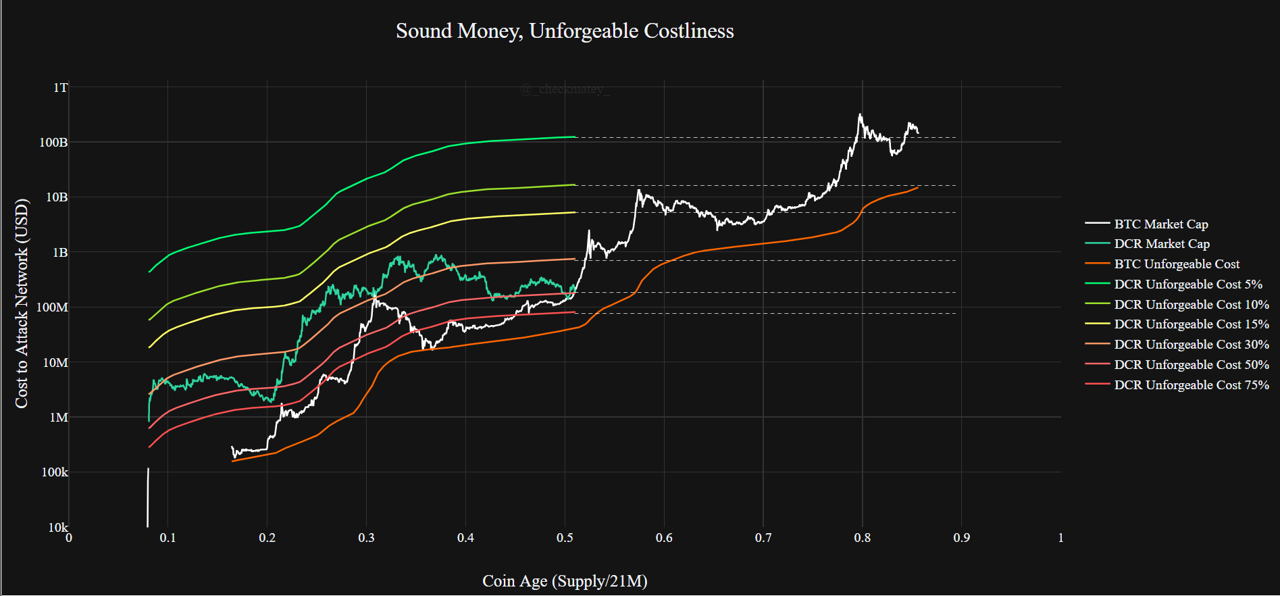 Sound Money, Unforgeable Costliness
@_checkmatey_
1T
100B
10B
1B
100M
10M
1M
100k
10k
Cost to Attack Network (USD)
0 0.1 0.2 0.3 0.4 0.5 0.6 0.7 0.8 0.9 1
Coin Age (Supply/21M)
BTC Market Cap
DCR Market Cap
BTC Unforgeable Cost
DCR Unforgeable Cost 5%
DCR Unforgeable Cost 10%
DCR Unforgeable Cost 15%
DCR Unforgeable Cost 30%
DCR Unforgeable Cost 50%
DCR Unforgeable Cost 75%